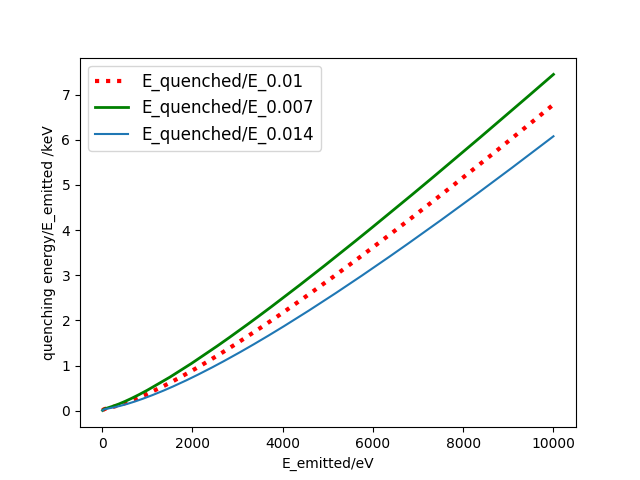 E_quenched/E_0.01
E_quenched/E_0.007
E_quenched/E_0.014
quenching energy/E_emitted /keV
7
6
5
4
3
2
1
0
0 2000 4000 6000 8000 10000
E_emitted/eV